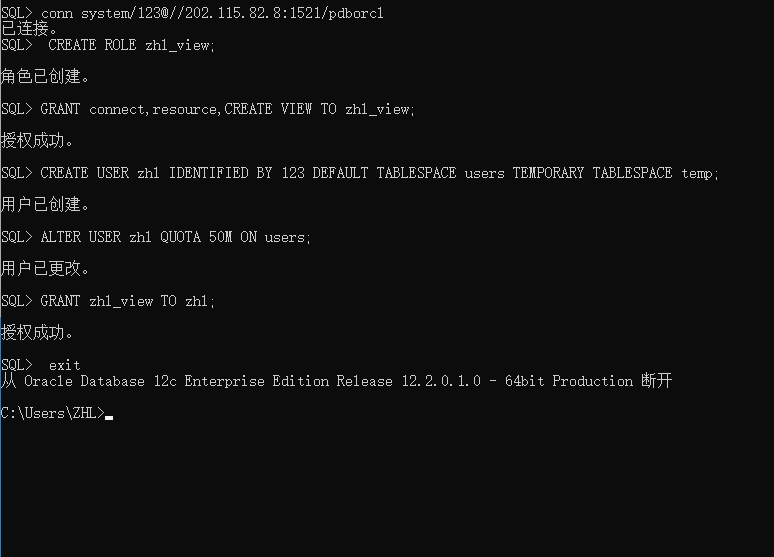 SQL> conn system/123@//202.115.82.8:1521/pdborcl
已连接。
SQL>  CREATE ROLE zhl_view;
角色已创建。
SQL> GRANT connect,resource,CREATE VIEW TO zhl_view;
授权成功。
SQL> CREATE USER zhl IDENTIFIED BY 123 DEFAULT TABLESPACE users TEMPORARY TABLESPACE temp;
用户已创建。
SQL> ALTER USER zhl QUOTA 50M ON users;
用户已更改。
SQL> GRANT zhl_view TO zhl;
授权成功。
SQL>  exit
从 Oracle Database 12c Enterprise Edition Release 12.2.0.1.0 - 64bit Production 断开
C:\Users\ZHL>